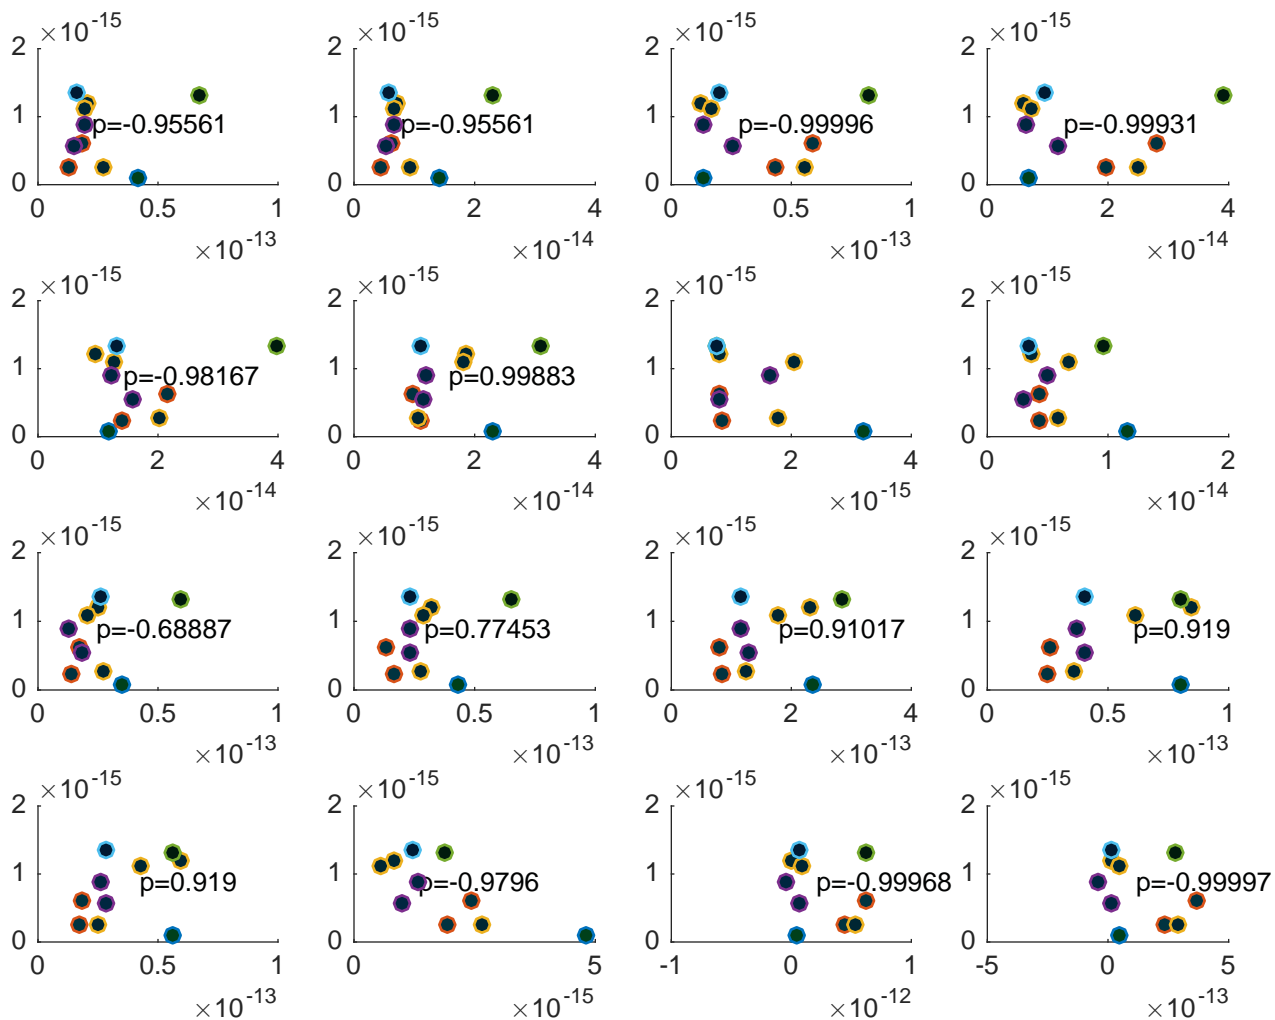 ×10-15 ×10-15 ×10-15 ×10-15
2 2 2 2
1 p=-0.95561 1 p=-0.95561 1 p=-0.99996 1 p=-0.99931
0 0 0 0
0 0.5 1 0 2 4 0 0.5 1 0 2 4
×10-13 ×10-14 ×10-13 ×10-14
×10-15 ×10-15 ×10-15 ×10-15
2 2 2 2
1 p=-0.98167 1 p=0.99883 1 1
0 0 0 0
0 2 4 0 2 4 0 2 4 0 1 2
×10-14 ×10-14 ×10-15 ×10-14
×10-15 ×10-15 ×10-15 ×10-15
2 2 2 2
1 p=-0.68887 1 p=0.77453 1 p=0.91017 1 p=0.919
0 0 0 0
0 0.5 1 0 0.5 1 0 2 4 0 0.5 1
×10-13 ×10-13 ×10-13 ×10-13
×10-15 ×10-15 ×10-15 ×10-15
2 2 2 2
1 p=0.919 1 p=-0.9796 1 p=-0.99968 1 p=-0.99997
0 0 0 0
0 0.5 1 0 5 -1 0 1 -5 0 5
×10-13 ×10-15 ×10-12 ×10-13